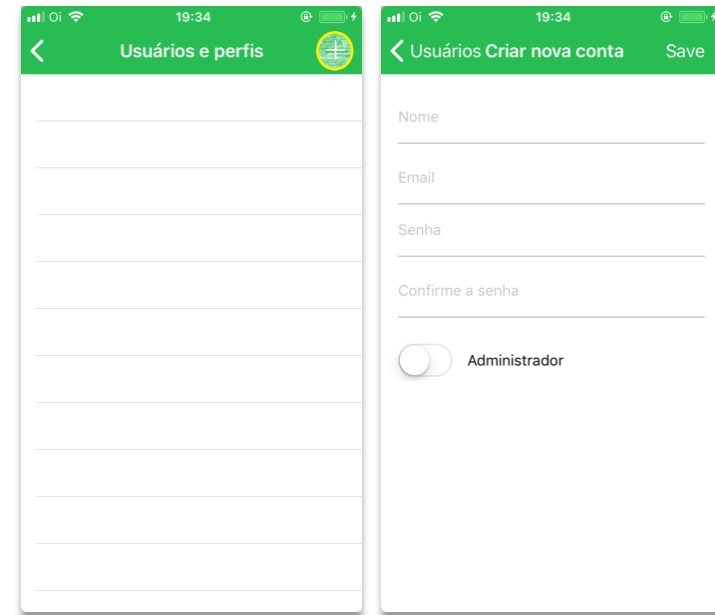 Oi 19:34
Usuários e perfis
Oi 19:34
Usuários Criar nova conta Save
Nome
Email
Senha
Confirme a senha
Administrador